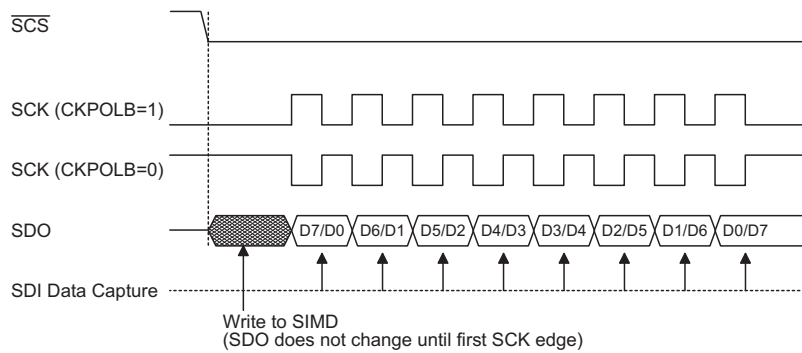 SCS
SCK (CKPOLB=1)
SCK (CKPOLB=0)
SDO
D7/D0 D6/D1 D5/D2 D4/D3 D3/D4 D2/D5 D1/D6 D0/D7
SDI Data Capture
Write to SIMD
(SDO does not change until first SCK edge)